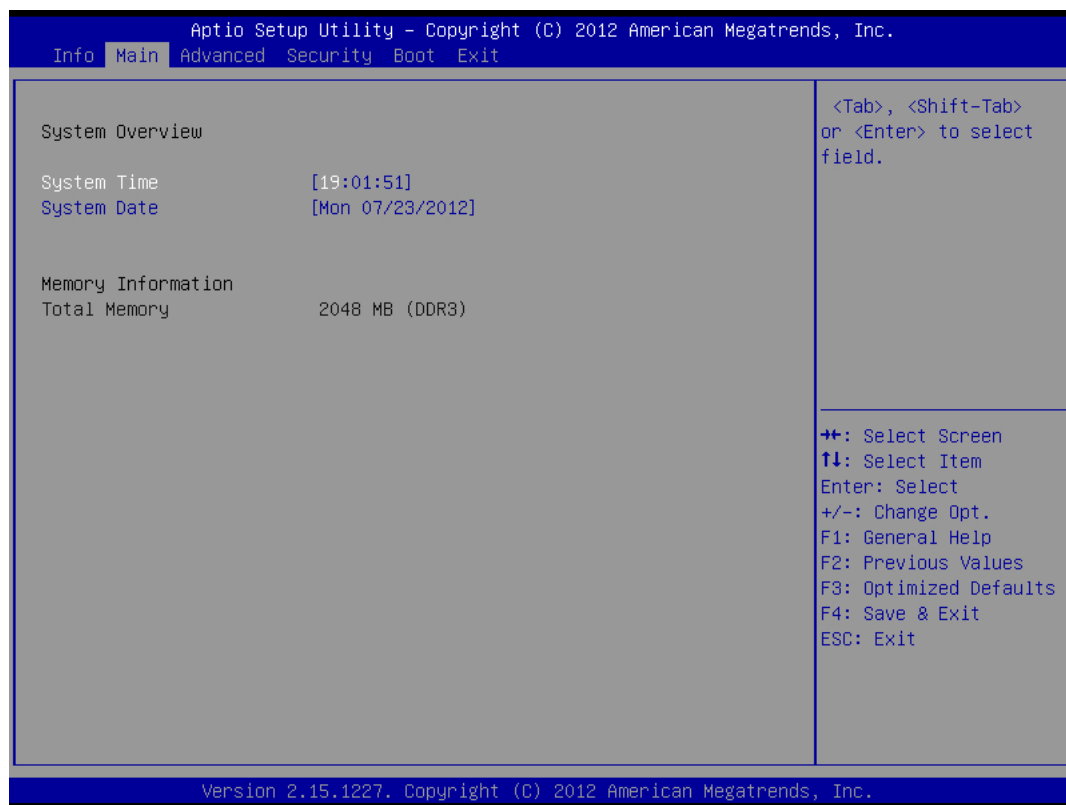 Aptio Setup Utility – Copyright (C) 2012 American Megatrends, Inc.
Info Main Advanced Security Boot Exit
System Overview
System Time [19:01:51]
System Date [Mon 07/23/2012]
Memory Information
Total Memory 2048 MB (DDR3)
<Tab>, <Shift-Tab>
or <Enter> to select
field.
→←: Select Screen
↑↓: Select Item
Enter: Select
+/-: Change Opt.
F1: General Help
F2: Previous Values
F3: Optimized Defaults
F4: Save & Exit
ESC: Exit
Version 2.15.1227. Copyright (C) 2012 American Megatrends, Inc.